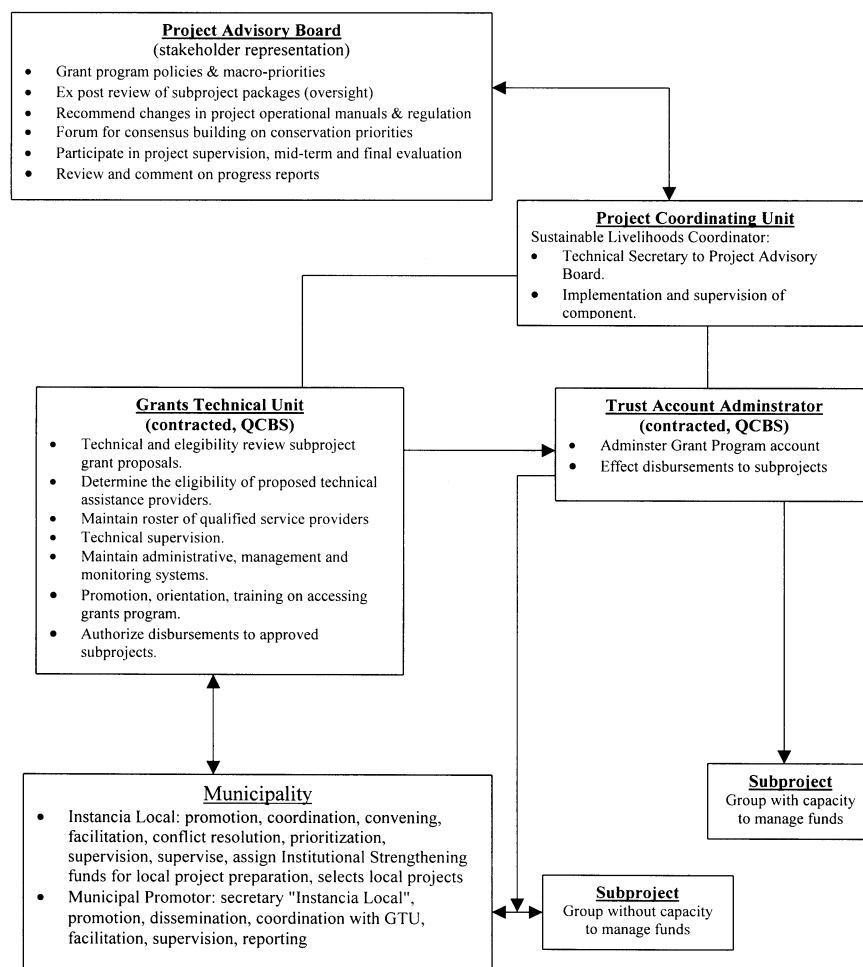 Project Advisory Board
(stakeholder representation)
• Grant program policies & macro-priorities
• Ex post review of subproject packages (oversight)
• Recommend changes in project operational manuals & regulation
• Forum for consensus building on conservation priorities
• Participate in project supervision, mid-term and final evaluation
• Review and comment on progress reports
Project Coordinating Unit
Sustainable Livelihoods Coordinator:
• Technical Secretary to Project Advisory
Board.
• Implementation and supervision of
component.
Grants Technical Unit
(contracted, QCBS)
• Technical and elegibility review subproject
grant proposals.
• Determine the eligibility of proposed technical
assistance providers.
• Maintain roster of qualified service providers
• Technical supervision.
• Maintain administrative, management and
monitoring systems.
• Promotion, orientation, training on accessing
grants program.
• Authorize disbursements to approved
subprojects.
Trust Account Adminstrator
(contracted, QCBS)
• Adminster Grant Program account
• Effect disbursements to subprojects
Subproject
Group with capacity
to manage funds
Municipality
• Instancia Local: promotion, coordination, convening,
facilitation, conflict resolution, prioritization,
supervision, supervise, assign Institutional Strengthening
funds for local project preparation, selects local projects
• Municipal Promotor: secretary "Instancia Local",
promotion, dissemination, coordination with GTU,
facilitation, supervision, reporting
Subproject
Group without capacity
to manage funds